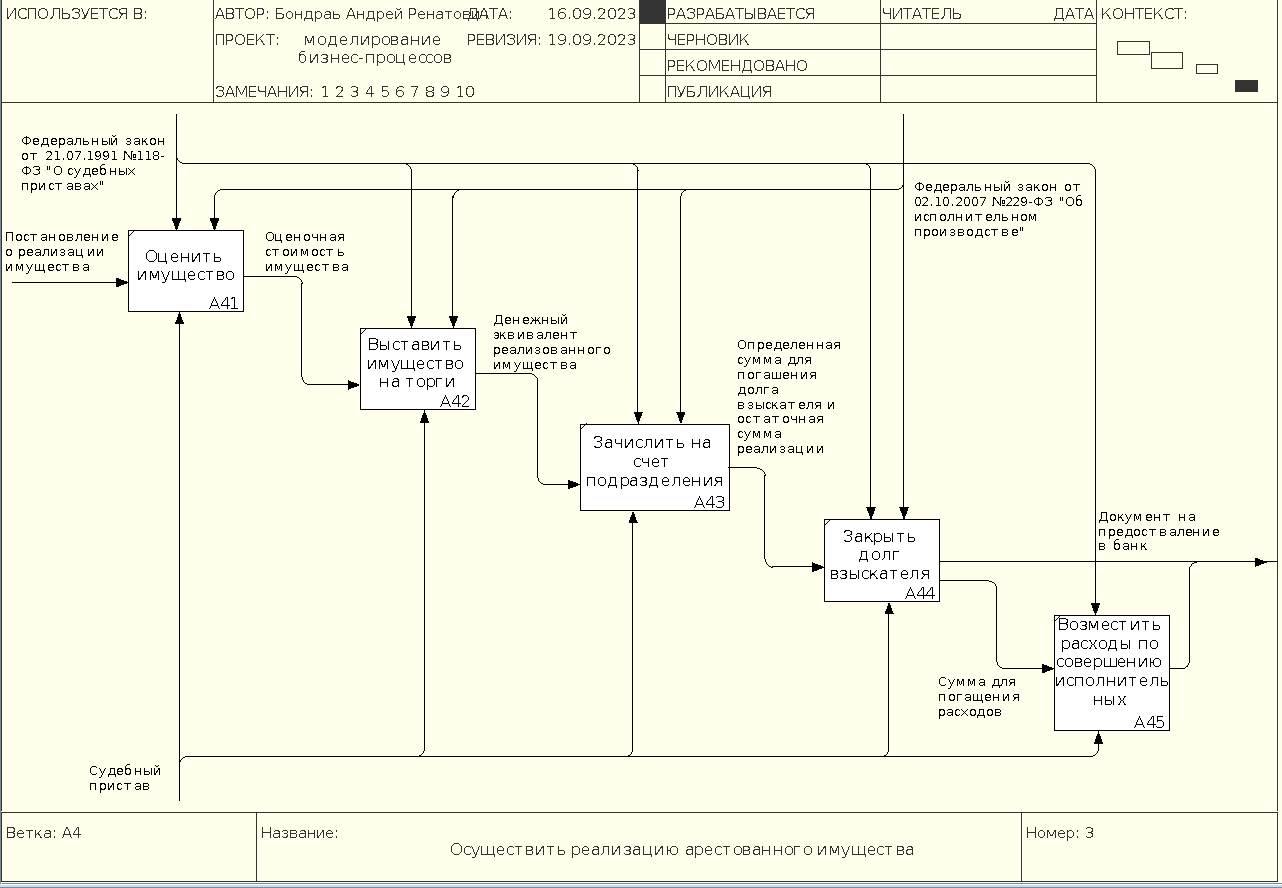 ИСПОЛЬЗУЕТСЯ В:
АВТОР: Бондраь Андрей Ренатович
ДАТА: 16.09.2023
РАЗРАБАТЫВАЕТСЯ
ЧИТАТЕЛЬ
ДАТА
КОНТЕКСТ:
ПРОЕКТ: моделирование
бизнес-процессов
РЕВИЗИЯ: 19.09.2023
ЧЕРНОВИК
РЕКОМЕНДОВАНО
ЗАМЕЧАНИЯ: 1 2 3 4 5 6 7 8 9 10
ПУБЛИКАЦИЯ
Федеральный закон
от 21.07.1991 №118-
ФЗ "О судебных
приставах"
Федеральный закон от
02.10.2007 №229-ФЗ "Об
исполнительном
производстве"
Постановление
о реализации
имущества
Оценить
имущество
A41
Оценочная
стоимость
имущества
Выставить
имущество
на торги
A42
Денежный
эквивалент
реализованного
имущества
Зачислить на
счет
подразделения
A43
Определенная
сумма для
погашения
долга
взыскателя и
остаточная
сумма
реализации
Закрыть
долг
взыскателя
A44
Документ на
предостваление
в банк
Возместить
расходы по
совершению
исполнитель
ных
A45
Сумма для
погащения
расходов
Судебный
пристав
Ветка: A4
Название:
Осуществить реализацию арестованного имущества
Номер: 3